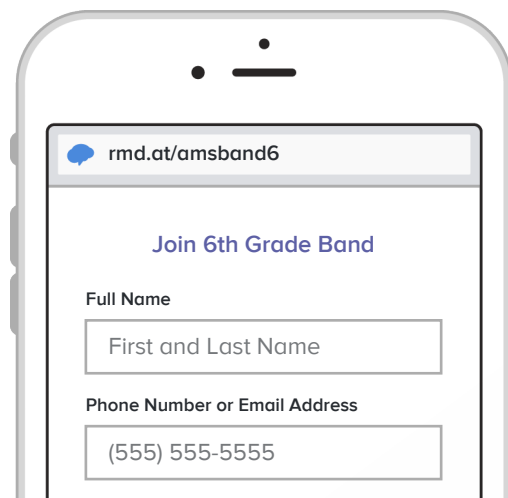 rmd.at/amsband6
Join 6th Grade Band
Full Name
First and Last Name
Phone Number or Email Address
(555) 555-5555